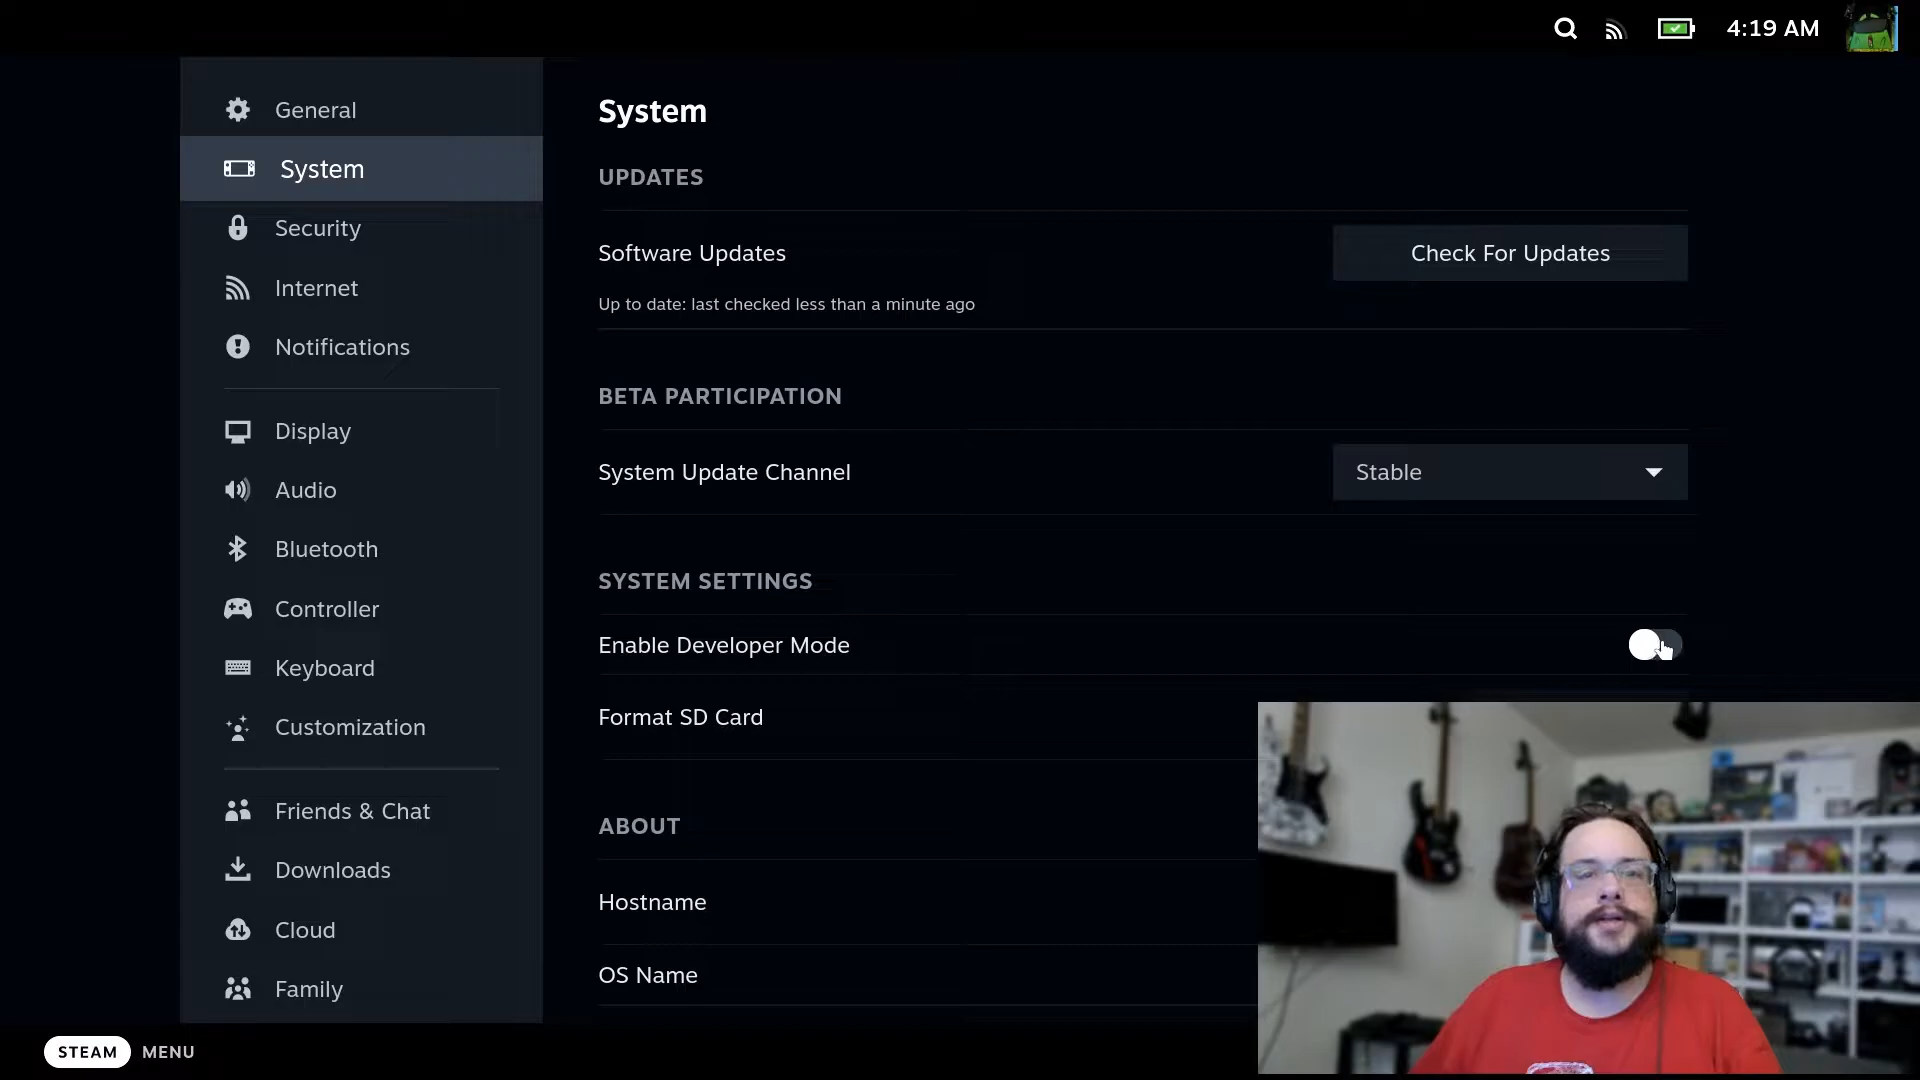 4:19 AM
General
System
Security
Internet
Notifications
Display
Audio
Bluetooth
Controller
Keyboard
Customization
Friends & Chat
Downloads
Cloud
Family
System
UPDATES
Software Updates
Check For Updates
Up to date: last checked less than a minute ago
BETA PARTICIPATION
System Update Channel
Stable
SYSTEM SETTINGS
Enable Developer Mode
Format SD Card
ABOUT
Hostname
OS Name
STEAM MENU